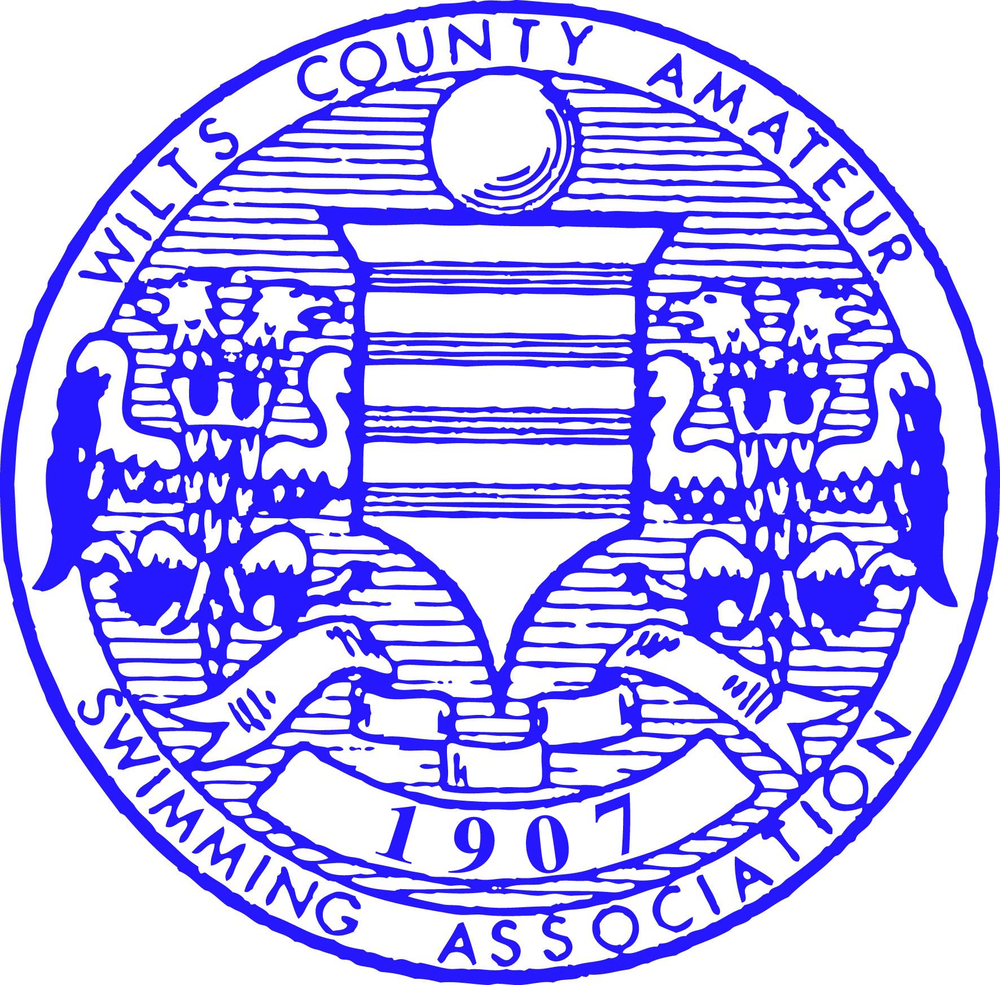 WILTS COUNTY AMATEUR
SWIMMING ASSOCIATION
1907